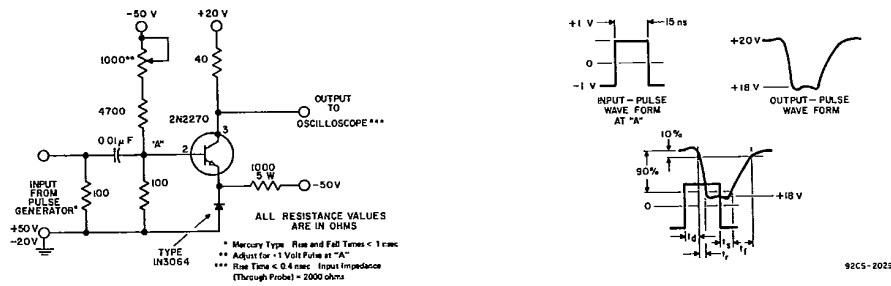 -50 V
+20 V
1000**
40
4700
OUTPUT
TO
OSCILLOSCOPE***
2N2270
3
0.01 µF
"A"
2
1000
5 W
-50V
INPUT
FROM
PULSE
GENERATOR*
100
100
+50 V
-20V
TYPE
1N3064
ALL RESISTANCE VALUES
ARE IN OHMS
* Mercury Type Rise and Fall Times < 1 nsec
** Adjust for -1 Volt Pulse at "A"
*** Rise Time < 0.4 nsec Input Impedance
(Through Probe) = 2000 ohms
+1 V
15 ns
0
-1 V
INPUT-PULSE
WAVE FORM
AT "A"
+20V
+18 V
OUTPUT-PULSE
WAVE FORM
10%
90%
0
+18 V
td
ts
tf
tr